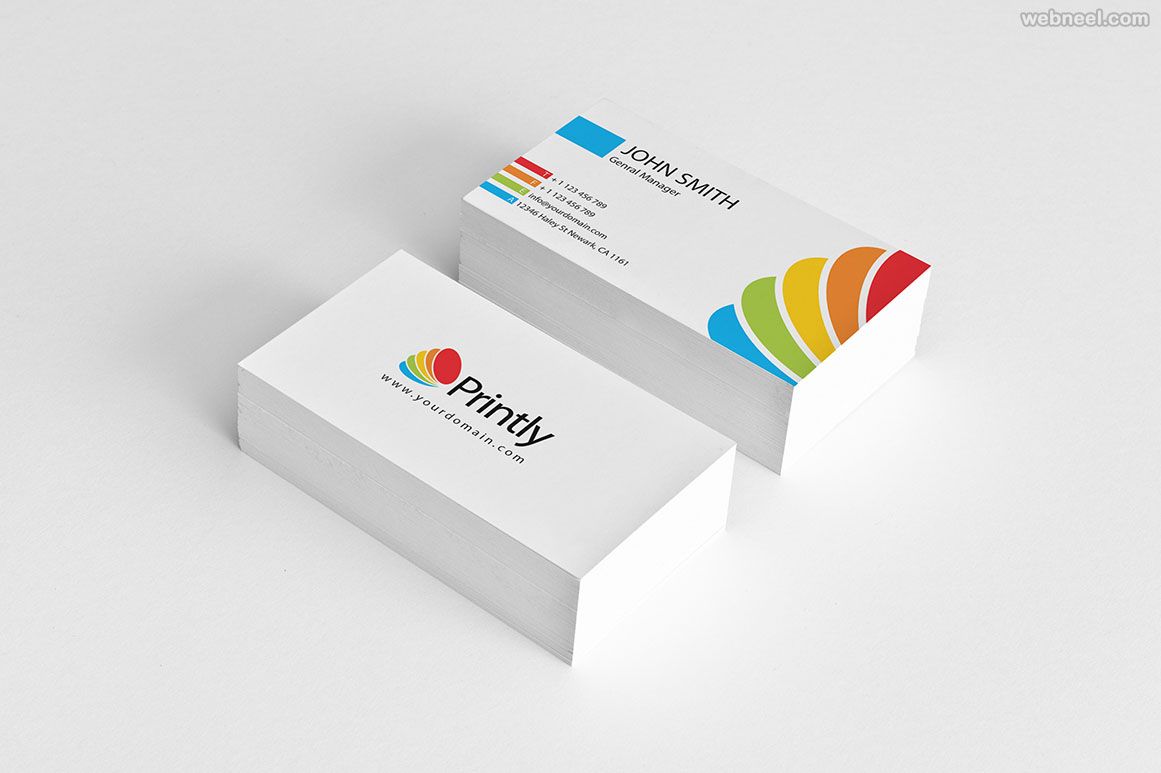 webneel.com
JOHN SMITH
Genral Manager
T +1 123 456 789
F +1 123 456 789
E info@yourdomain.com
A 12346 Haley St Newark, CA 1161
Printly
www.yourdomain.com